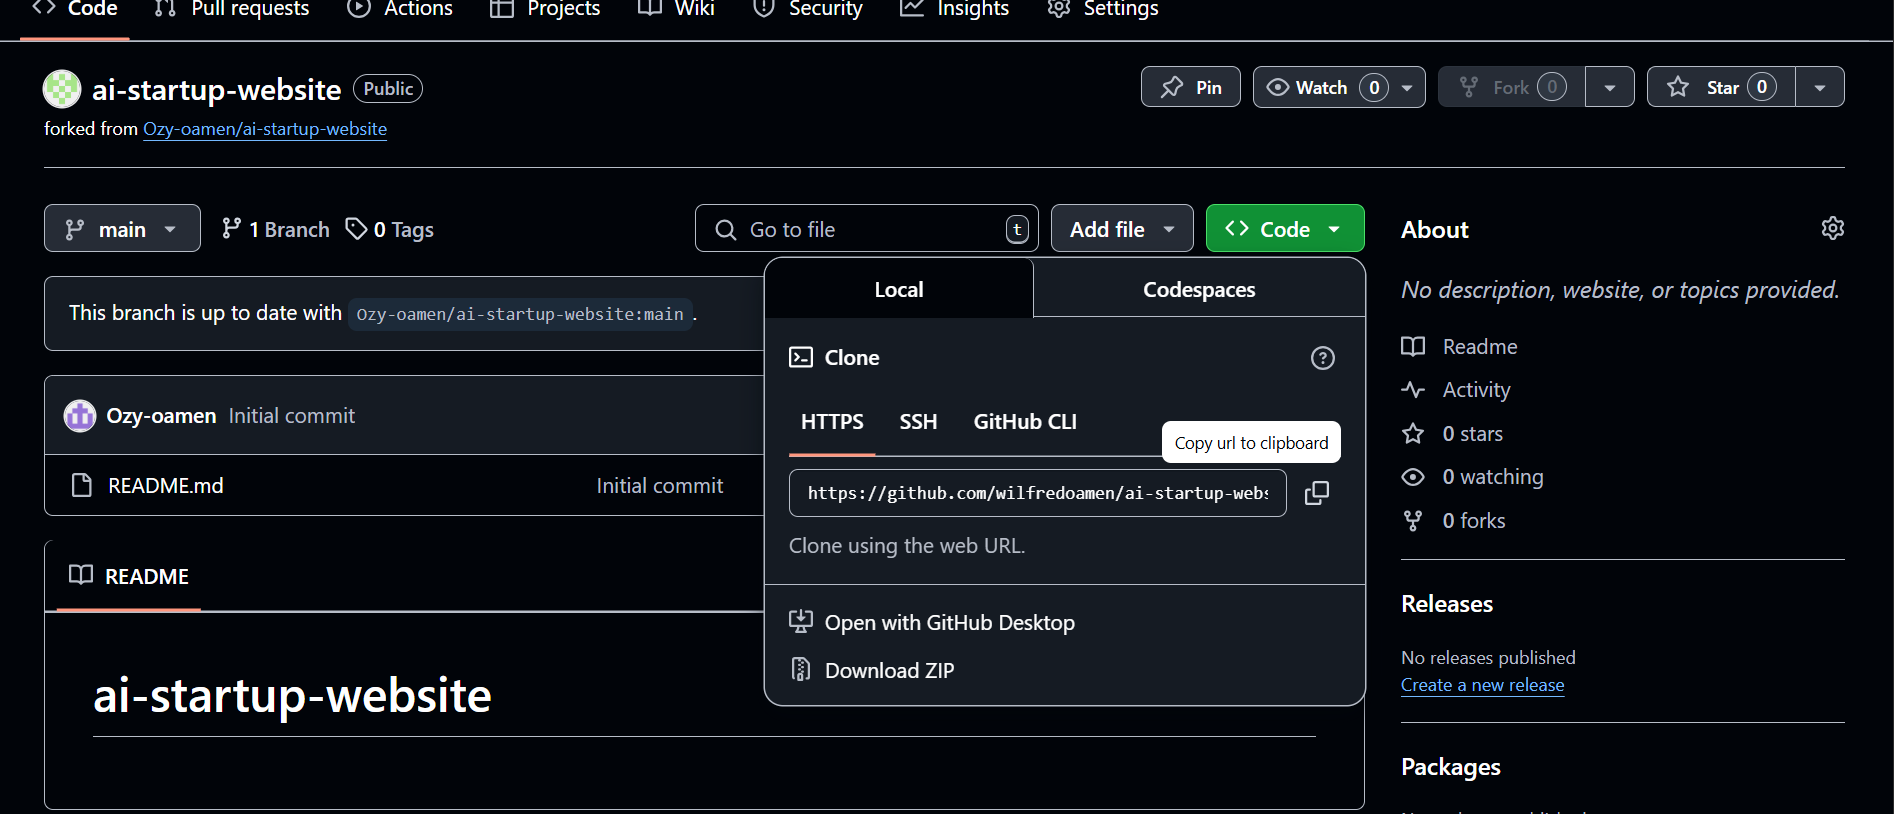 Code Pull requests Actions Projects Wiki Security Insights Settings
ai-startup-website Public
Pin Watch 0 Fork 0 Star 0
forked from Ozy-oamen/ai-startup-website
main 1 Branch 0 Tags
Go to file t
Add file
Code
This branch is up to date with Ozy-oamen/ai-startup-website:main .
Ozy-oamen Initial commit
README.md Initial commit
README
ai-startup-website
Local Codespaces
Clone
HTTPS SSH GitHub CLI
Copy url to clipboard
https://github.com/wilfredoamen/ai-startup-webs
Clone using the web URL.
Open with GitHub Desktop
Download ZIP
About
No description, website, or topics provided.
Readme
Activity
0 stars
0 watching
0 forks
Releases
No releases published
Create a new release
Packages